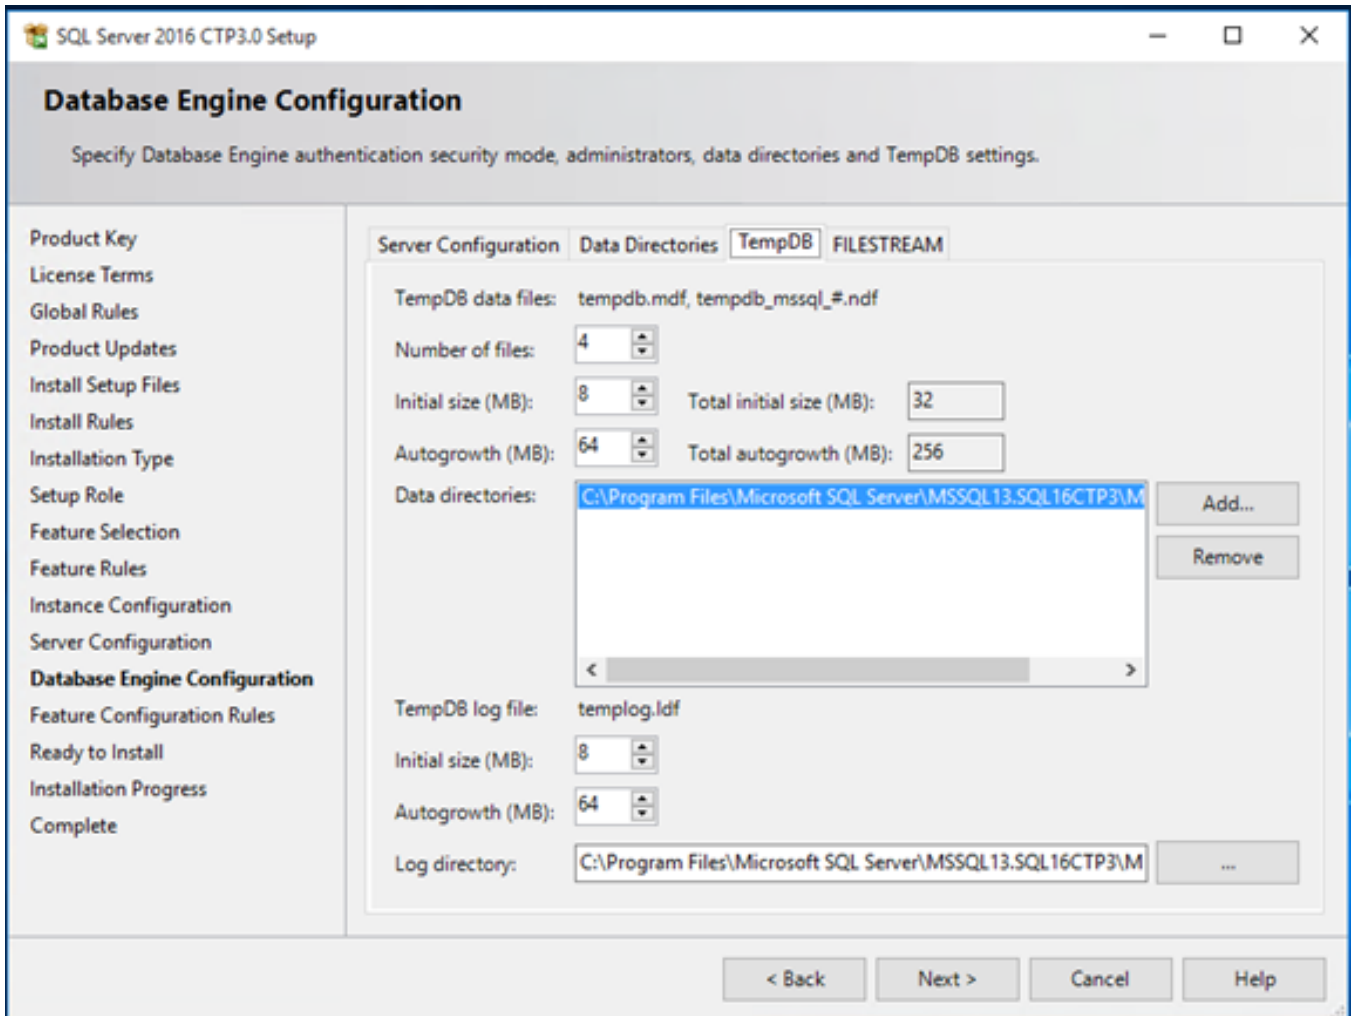 SQL Server 2016 CTP3.0 Setup
Database Engine Configuration
Specify Database Engine authentication security mode, administrators, data directories and TempDB settings.
Product Key
License Terms
Global Rules
Product Updates
Install Setup Files
Install Rules
Installation Type
Setup Role
Feature Selection
Feature Rules
Instance Configuration
Server Configuration
Database Engine Configuration
Feature Configuration Rules
Ready to Install
Installation Progress
Complete
Server Configuration Data Directories TempDB FILESTREAM
TempDB data files: tempdb.mdf, tempdb_mssql_#.ndf
Number of files: 4
Initial size (MB): 8 Total initial size (MB): 32
Autogrowth (MB): 64 Total autogrowth (MB): 256
Data directories: C:\Program Files\Microsoft SQL Server\MSSQL13.SQL16CTP3\M Add...
Remove
TempDB log file: templog.ldf
Initial size (MB): 8
Autogrowth (MB): 64
Log directory: C:\Program Files\Microsoft SQL Server\MSSQL13.SQL16CTP3\M ...
< Back Next > Cancel Help